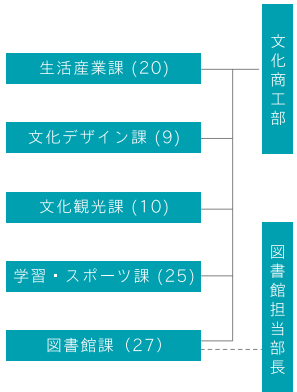 文化商工部
生活産業課 (20)
文化デザイン課 (9)
文化観光課 (10)
学習・スポーツ課 (25)
図書館課（27）
図書館担当部長